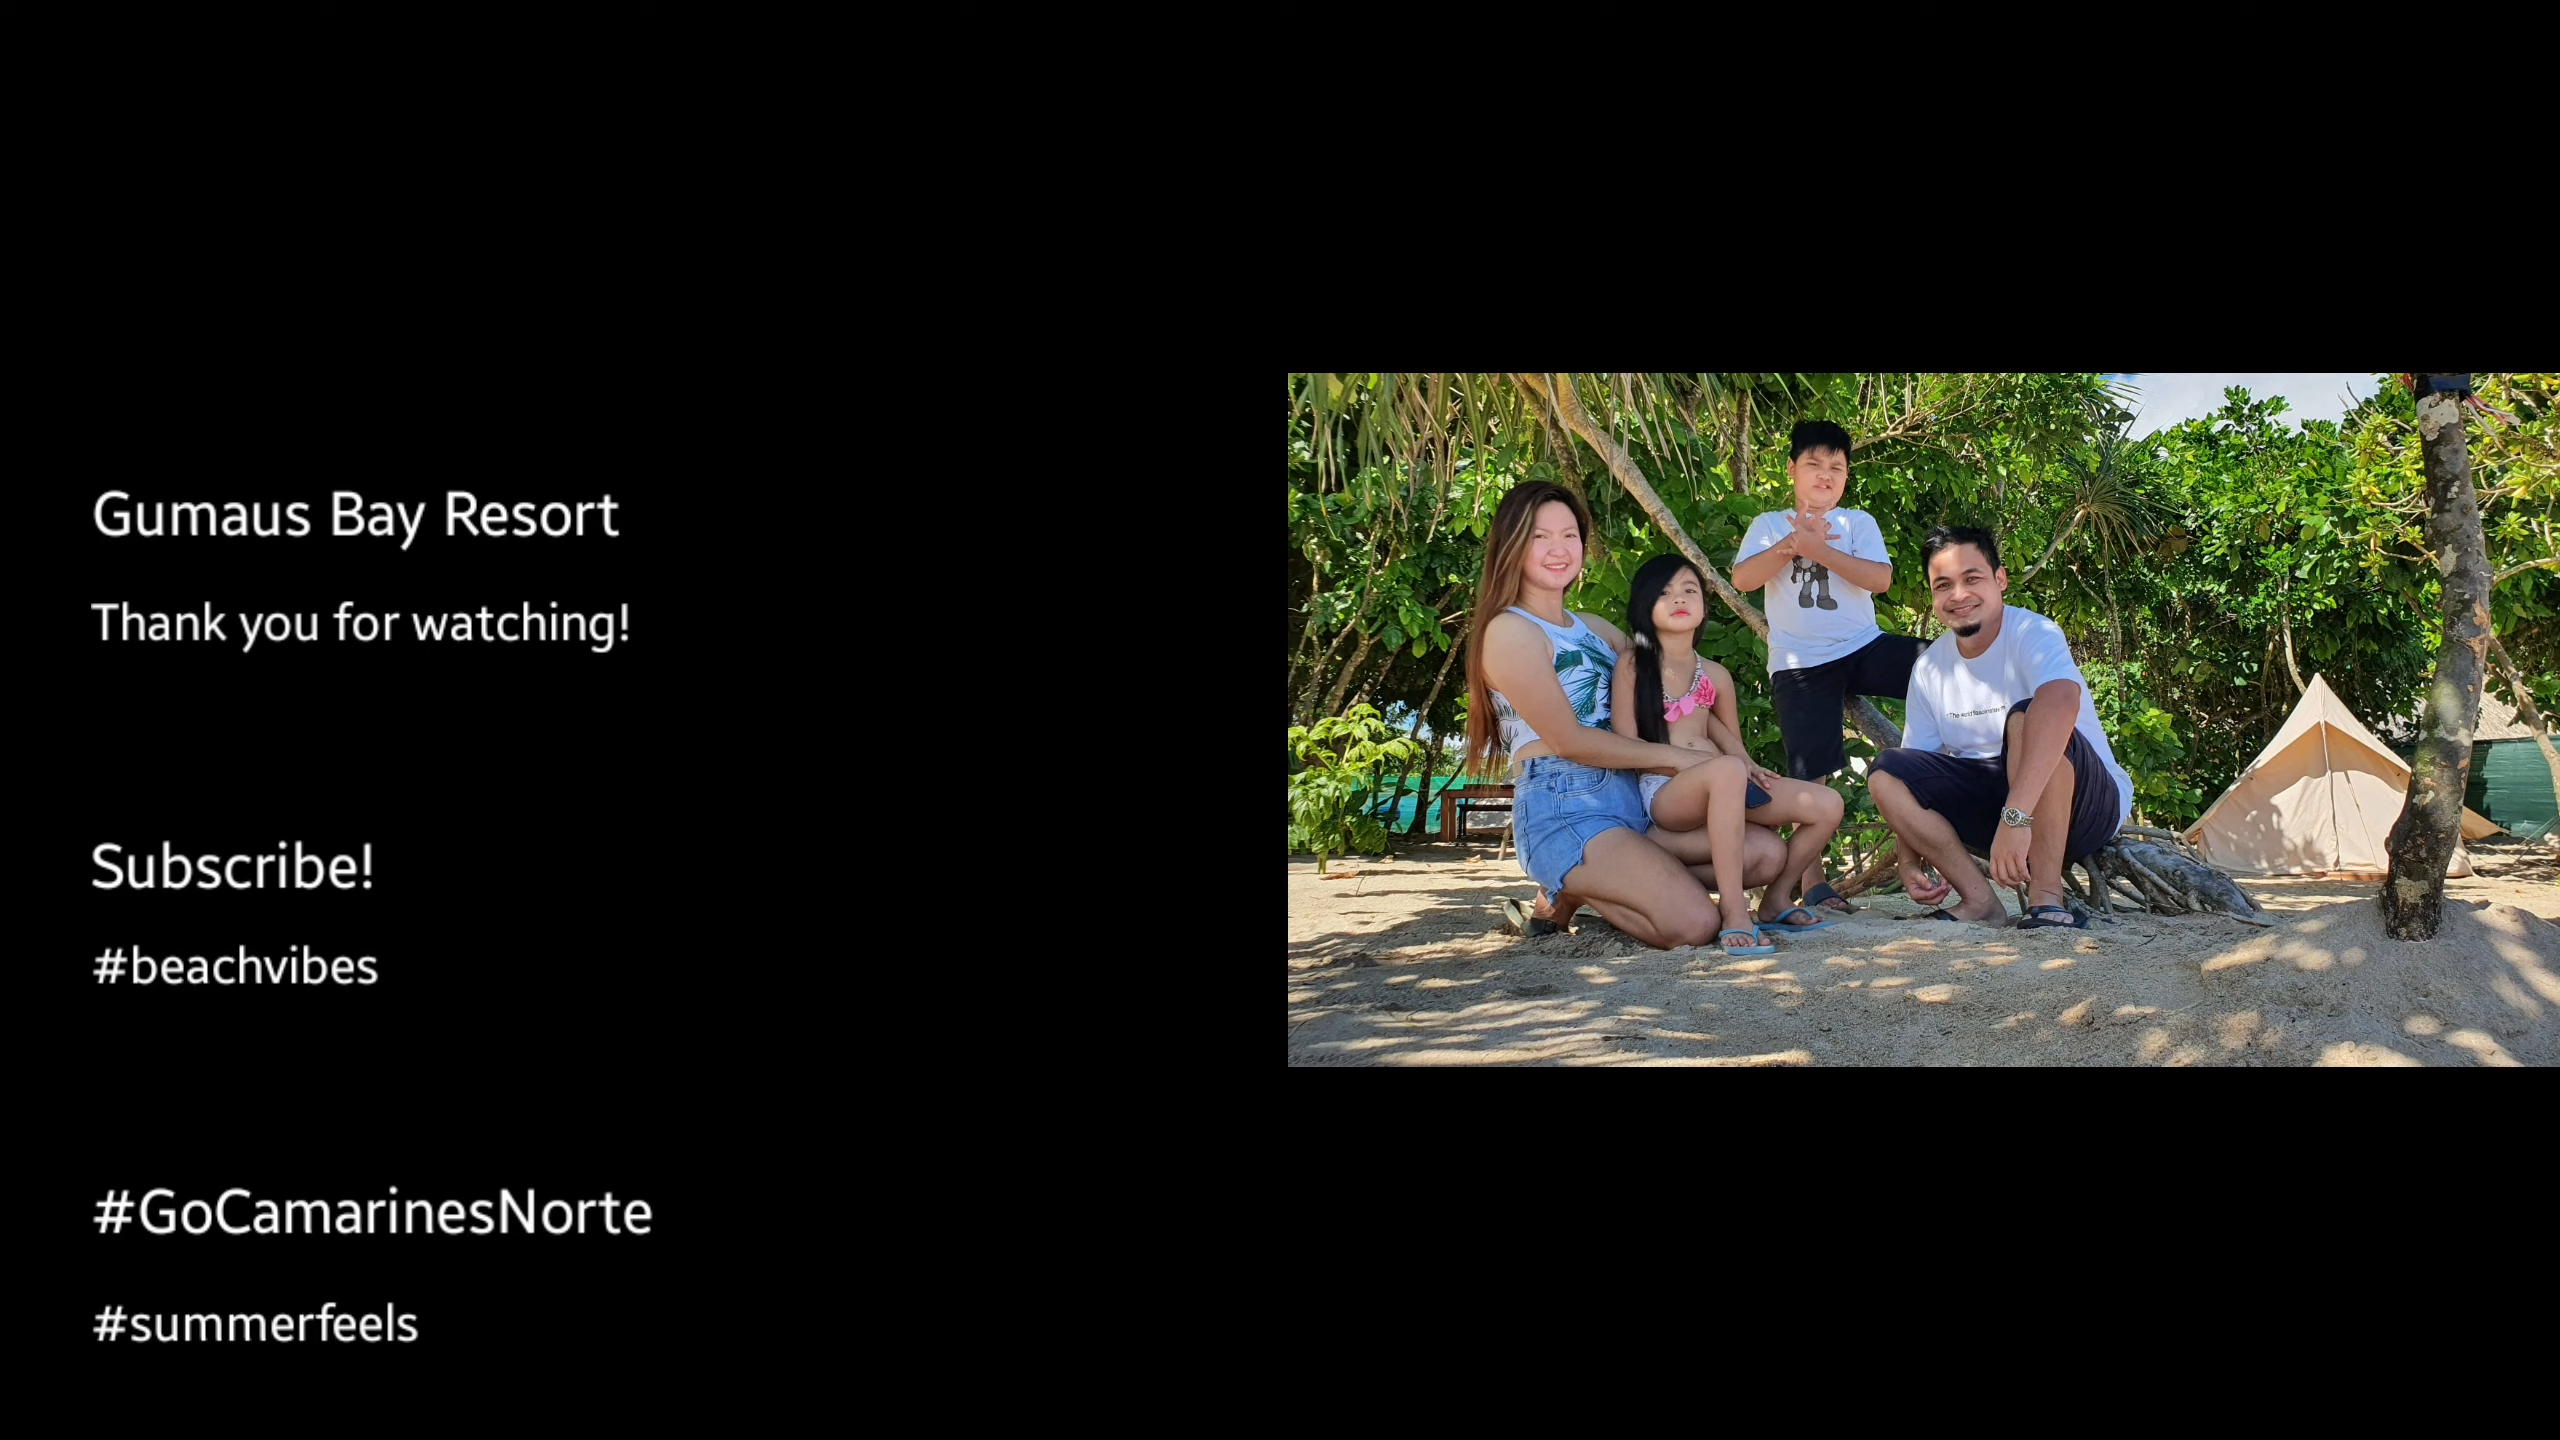 Gumaus Bay Resort
Thank you for watching!
Subscribe!
#beachvibes
#GoCamarinesNorte
#summerfeels